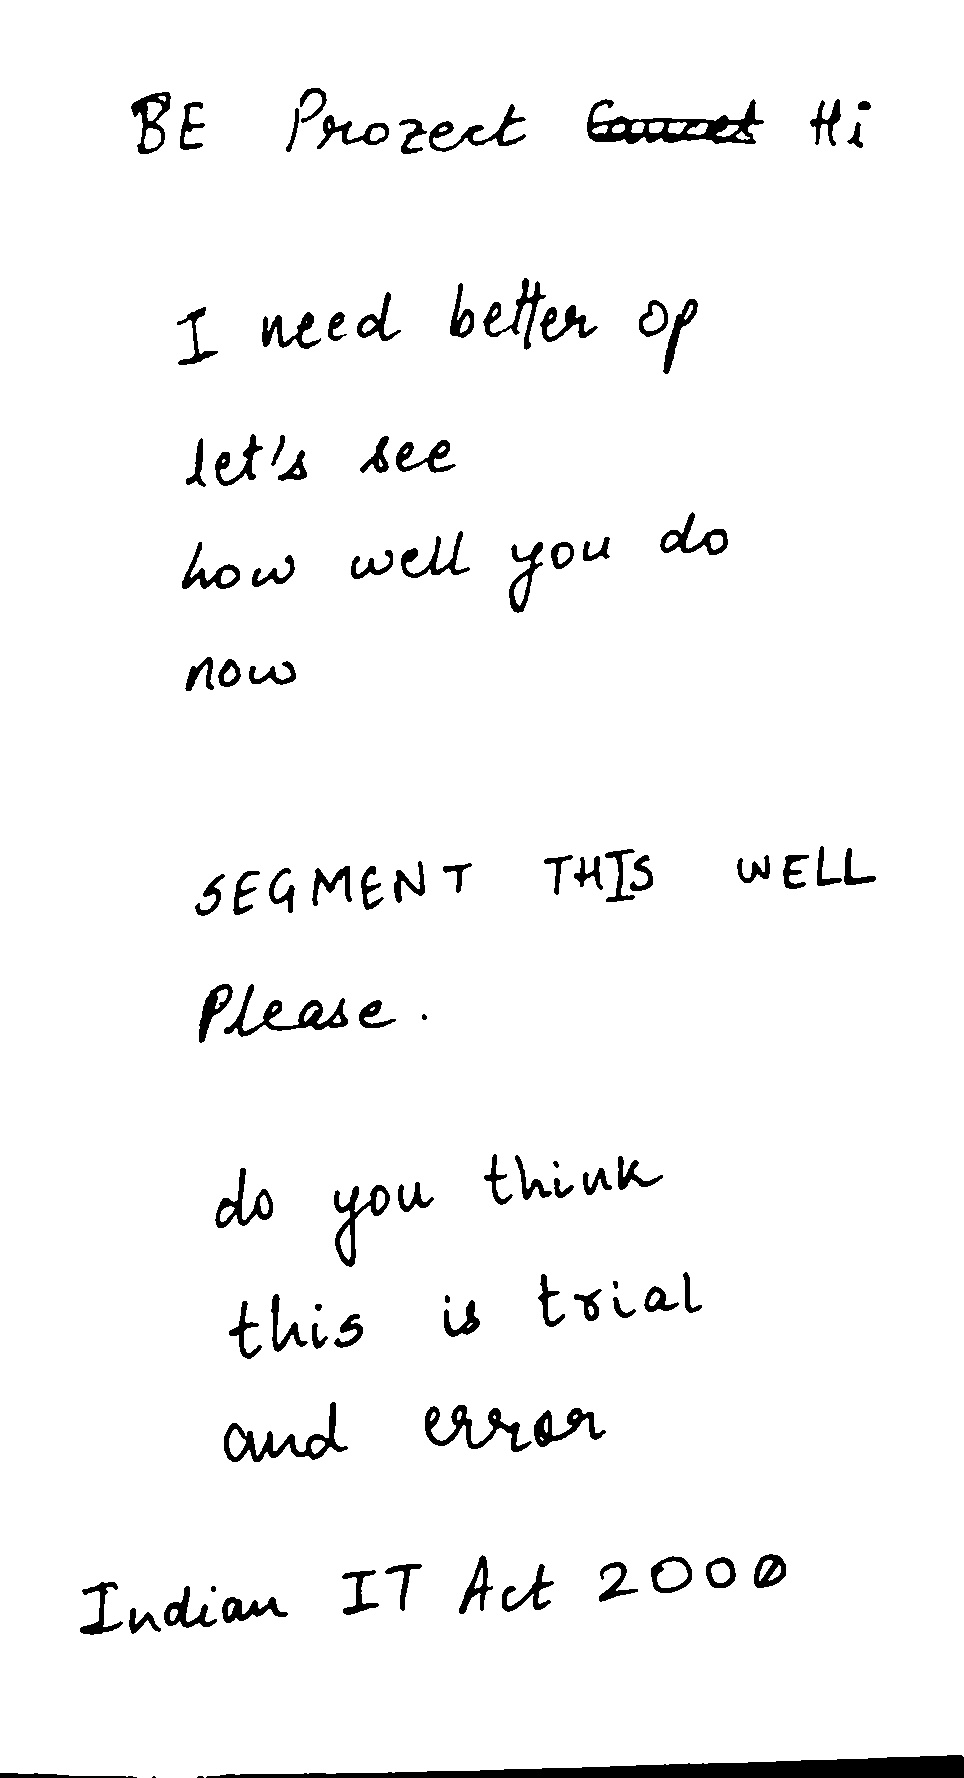 BE Prozect Hi
I need better op
let's see
how well you do
now
SEGMENT THIS WELL
Please.
do you think
this is trial
and error
Indian IT Act 2000